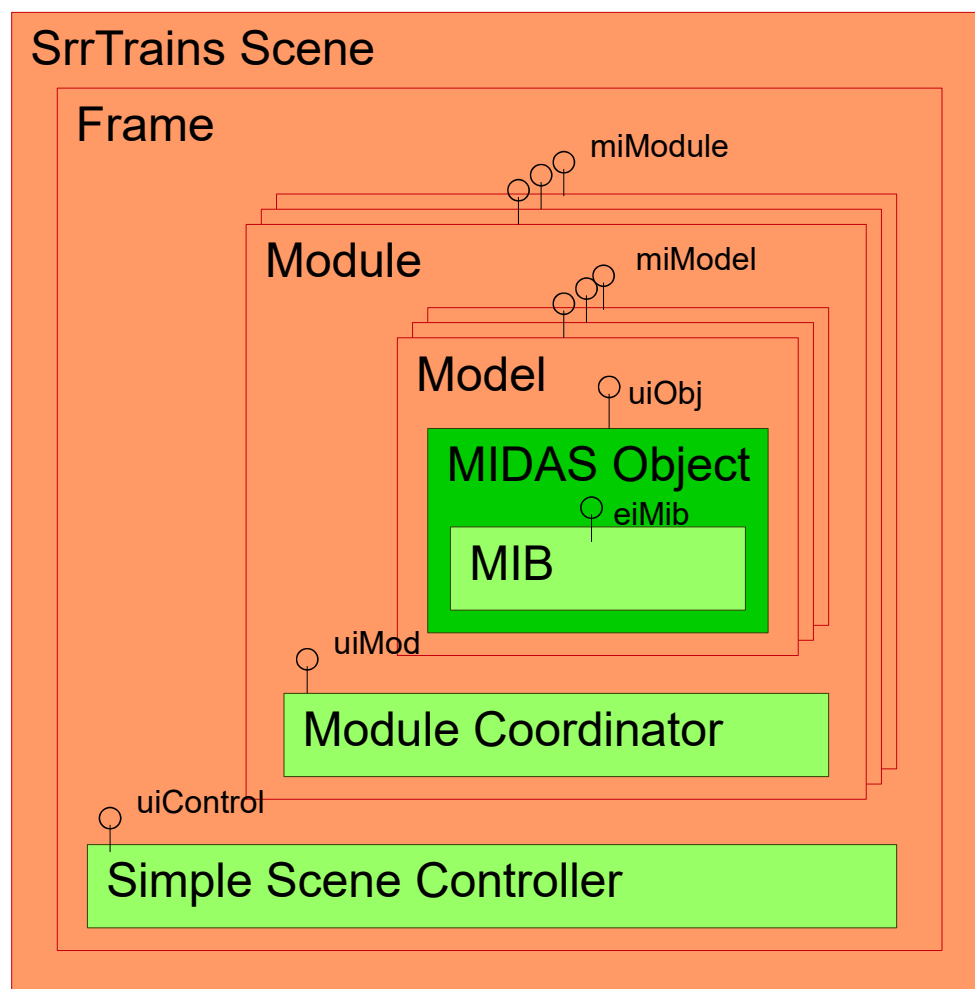 SrrTrains Scene
Frame
miModule
Module
miModel
Model
uiObj
MIDAS Object
eiMib
MIB
uiMod
Module Coordinator
uiControl
Simple Scene Controller